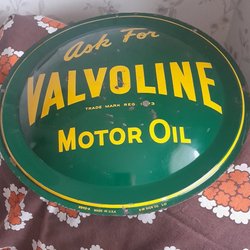 Ask For
VALVOLINE
TRADE MARK REG
MOTOR OIL
MADE IN U.S.A.